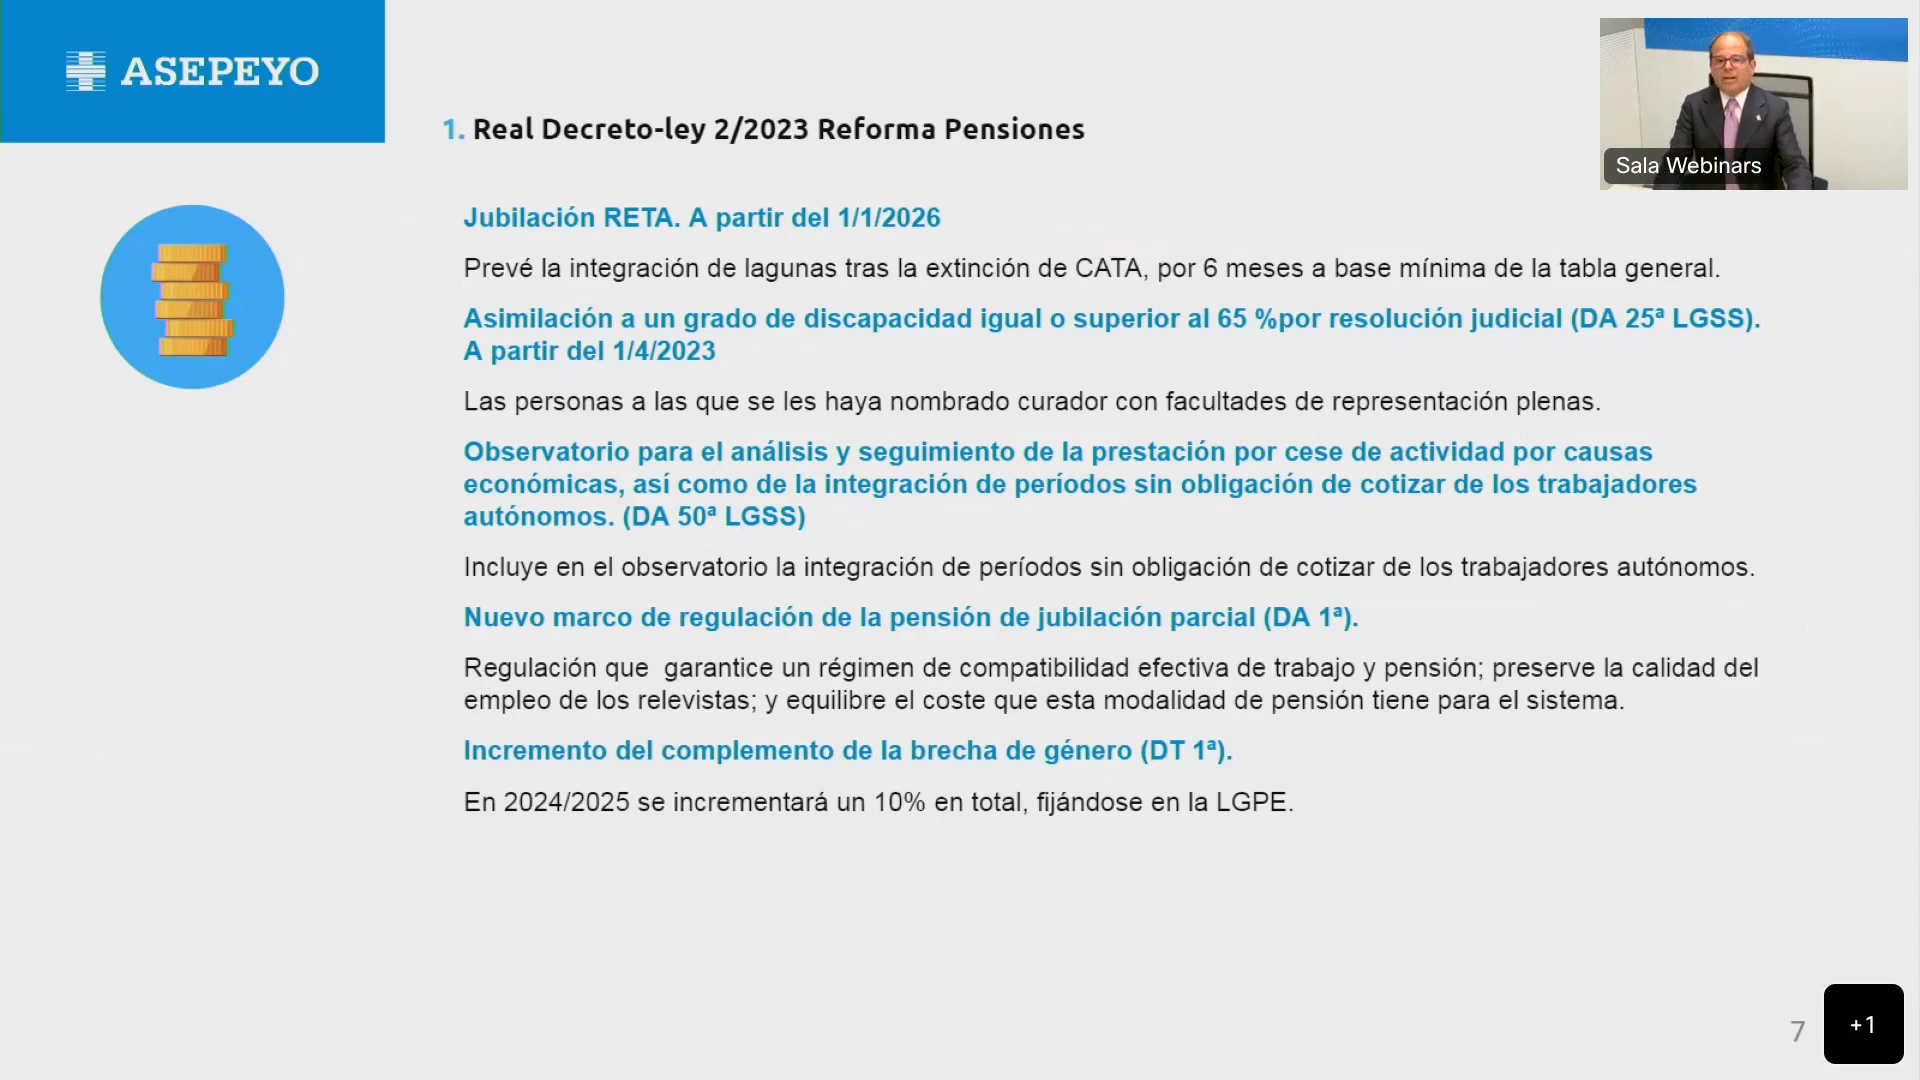 ASEPEYO
1. Real Decreto-ley 2/2023 Reforma Pensiones
Sala Webinars
Jubilación RETA. A partir del 1/1/2026
Prevé la integración de lagunas tras la extinción de CATA, por 6 meses a base mínima de la tabla general.
Asimilación a un grado de discapacidad igual o superior al 65 %por resolución judicial (DA 25ª LGSS).
A partir del 1/4/2023
Las personas a las que se les haya nombrado curador con facultades de representación plenas.
Observatorio para el análisis y seguimiento de la prestación por cese de actividad por causas
económicas, así como de la integración de períodos sin obligación de cotizar de los trabajadores
autónomos. (DA 50ª LGSS)
Incluye en el observatorio la integración de períodos sin obligación de cotizar de los trabajadores autónomos.
Nuevo marco de regulación de la pensión de jubilación parcial (DA 1ª).
Regulación que  garantice un régimen de compatibilidad efectiva de trabajo y pensión; preserve la calidad del
empleo de los relevistas; y equilibre el coste que esta modalidad de pensión tiene para el sistema.
Incremento del complemento de la brecha de género (DT 1ª).
En 2024/2025 se incrementará un 10% en total, fijándose en la LGPE.
7
+1